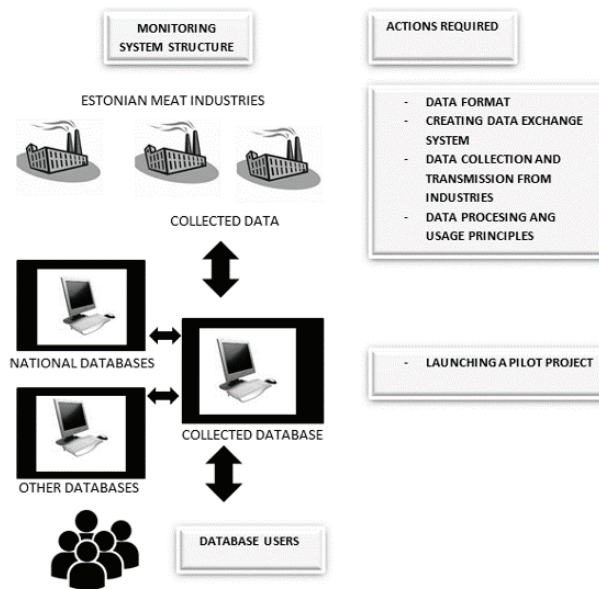 MONITORING
SYSTEM STRUCTURE
ACTIONS REQUIRED
ESTONIAN MEAT INDUSTRIES
- DATA FORMAT
- CREATING DATA EXCHANGE
SYSTEM
- DATA COLLECTION AND
TRANSMISSION FROM
INDUSTRIES
- DATA PROCESING ANG
USAGE PRINCIPLES
COLLECTED DATA
NATIONAL DATABASES
- LAUNCHING A PILOT PROJECT
COLLECTED DATABASE
OTHER DATABASES
DATABASE USERS